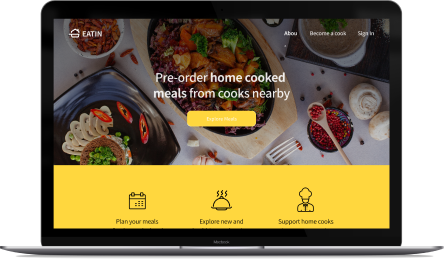 EATIN
Abou
Become a cook
Sign In
Pre-order home cooked
meals from cooks nearby
Explore Meals
Plan your meals
Explore new and
Support home cooks
MacBook